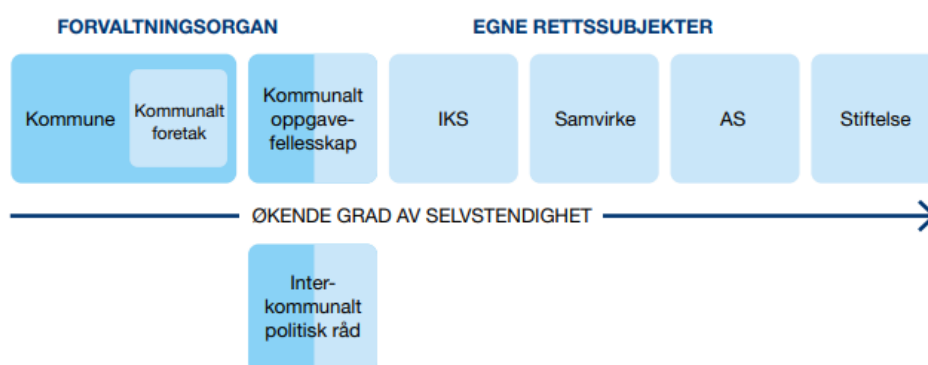 FORVALTNINGSORGAN
EGNE RETTSSUBJEKTER
Kommune
Kommunalt
foretak
Kommunalt
oppgave-
fellesskap
IKS
Samvirke
AS
Stiftelse
ØKENDE GRAD AV SELVSTENDIGHET
Inter-
kommunalt
politisk råd